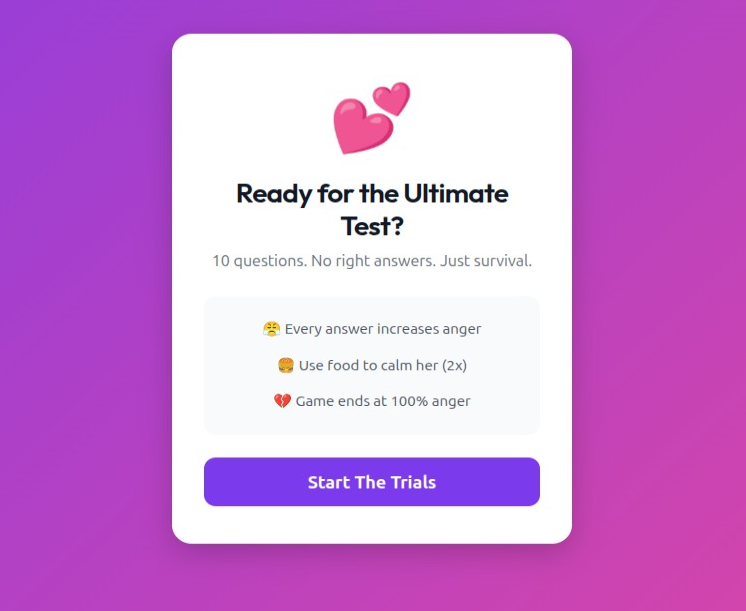 Ready for the Ultimate
Test?
10 questions. No right answers. Just survival.
😤 Every answer increases anger
🍔 Use food to calm her (2x)
💔 Game ends at 100% anger
Start The Trials